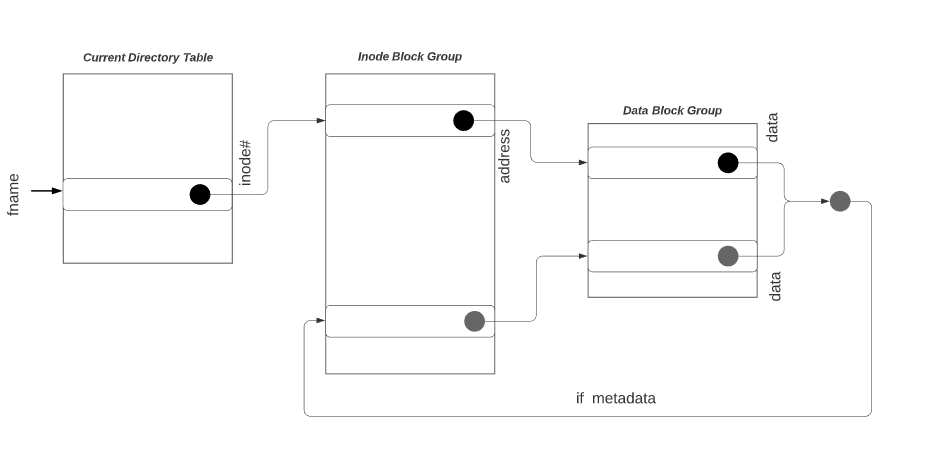 Current Directory Table
Inode Block Group
Data Block Group
fname
inode#
address
data
data
if metadata